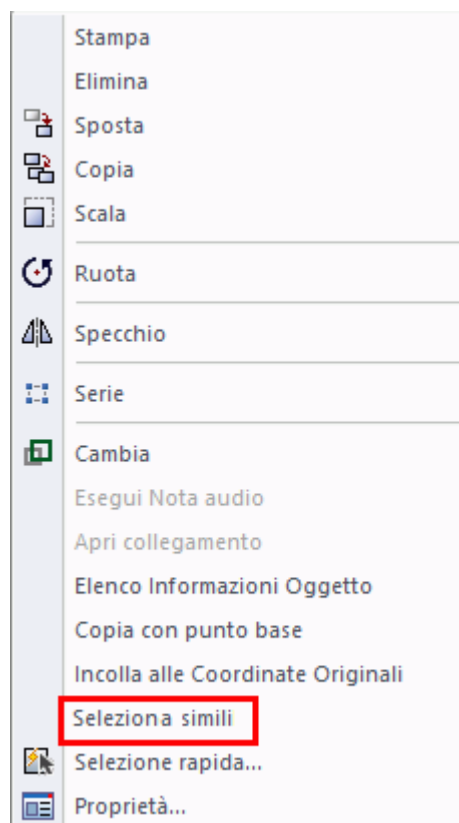 Stampa
Elimina
Sposta
Copia
Scala
Ruota
Specchio
Serie
Cambia
Esegui Nota audio
Apri collegamento
Elenco Informazioni Oggetto
Copia con punto base
Incolla alle Coordinate Originali
Seleziona simili
Selezione rapida...
Proprietà...